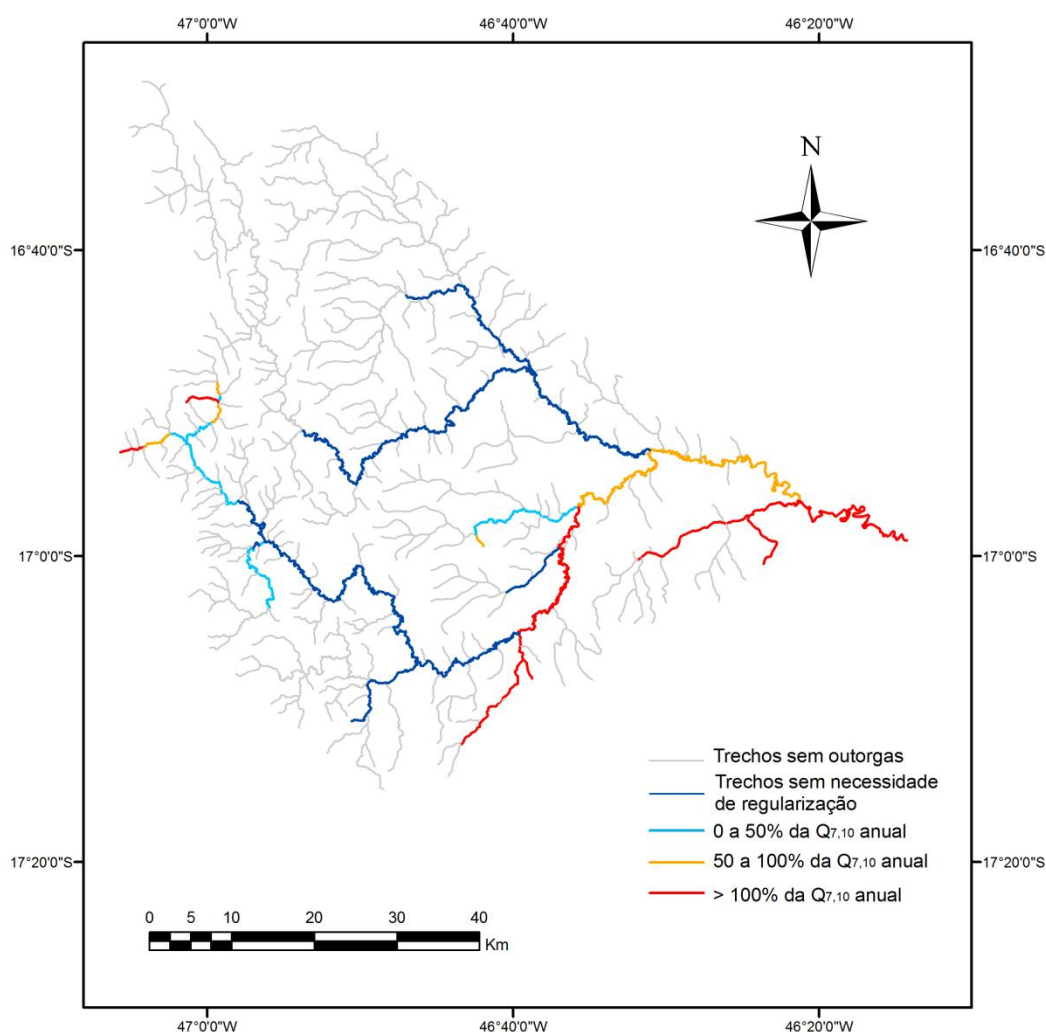 47°0'0"W 46°40'0"W 46°20'0"W
N
16°40'0"S 16°40'0"S
17°0'0"S 17°0'0"S
Trechos sem outorgas
Trechos sem necessidade
de regularização
0 a 50% da Q7,10 anual
17°20'0"S 17°20'0"S
50 a 100% da Q7,10 anual
> 100% da Q7,10 anual
0 5 10 20 30 40
Km
47°0'0"W 46°40'0"W 46°20'0"W